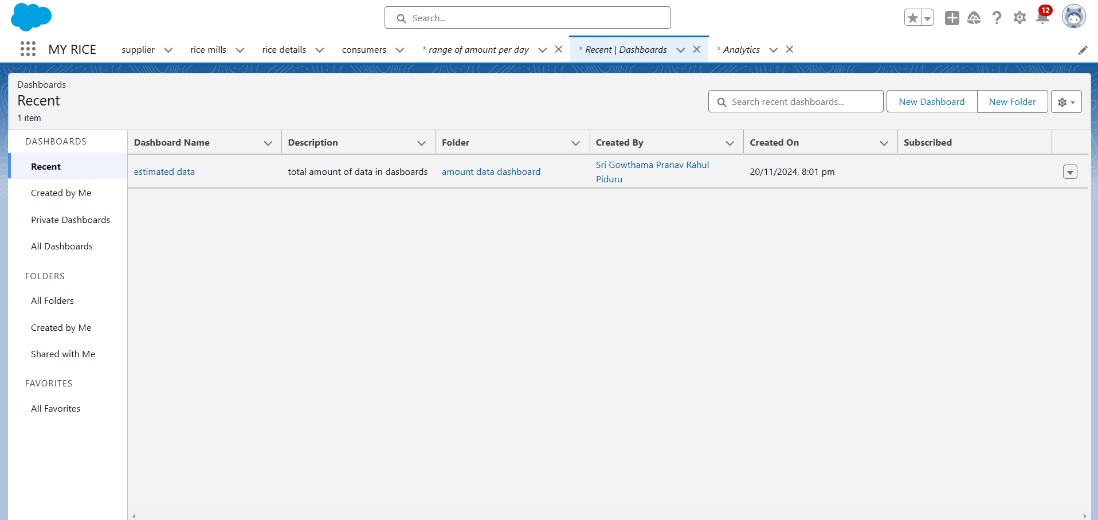 Search...
12
MY RICE
supplier
rice mills
rice details
consumers
* range of amount per day
* Recent | Dashboards
* Analytics
Dashboards
Recent
1 item
Search recent dashboards...
New Dashboard
New Folder
DASHBOARDS
Recent
Created by Me
Private Dashboards
All Dashboards
FOLDERS
All Folders
Created by Me
Shared with Me
FAVORITES
All Favorites
Dashboard Name
Description
Folder
Created By
Created On
Subscribed
estimated data
total amount of data in dasboards
amount data dashboard
Sri Gowthama Pranav Rahul
Piduru
20/11/2024, 8:01 pm